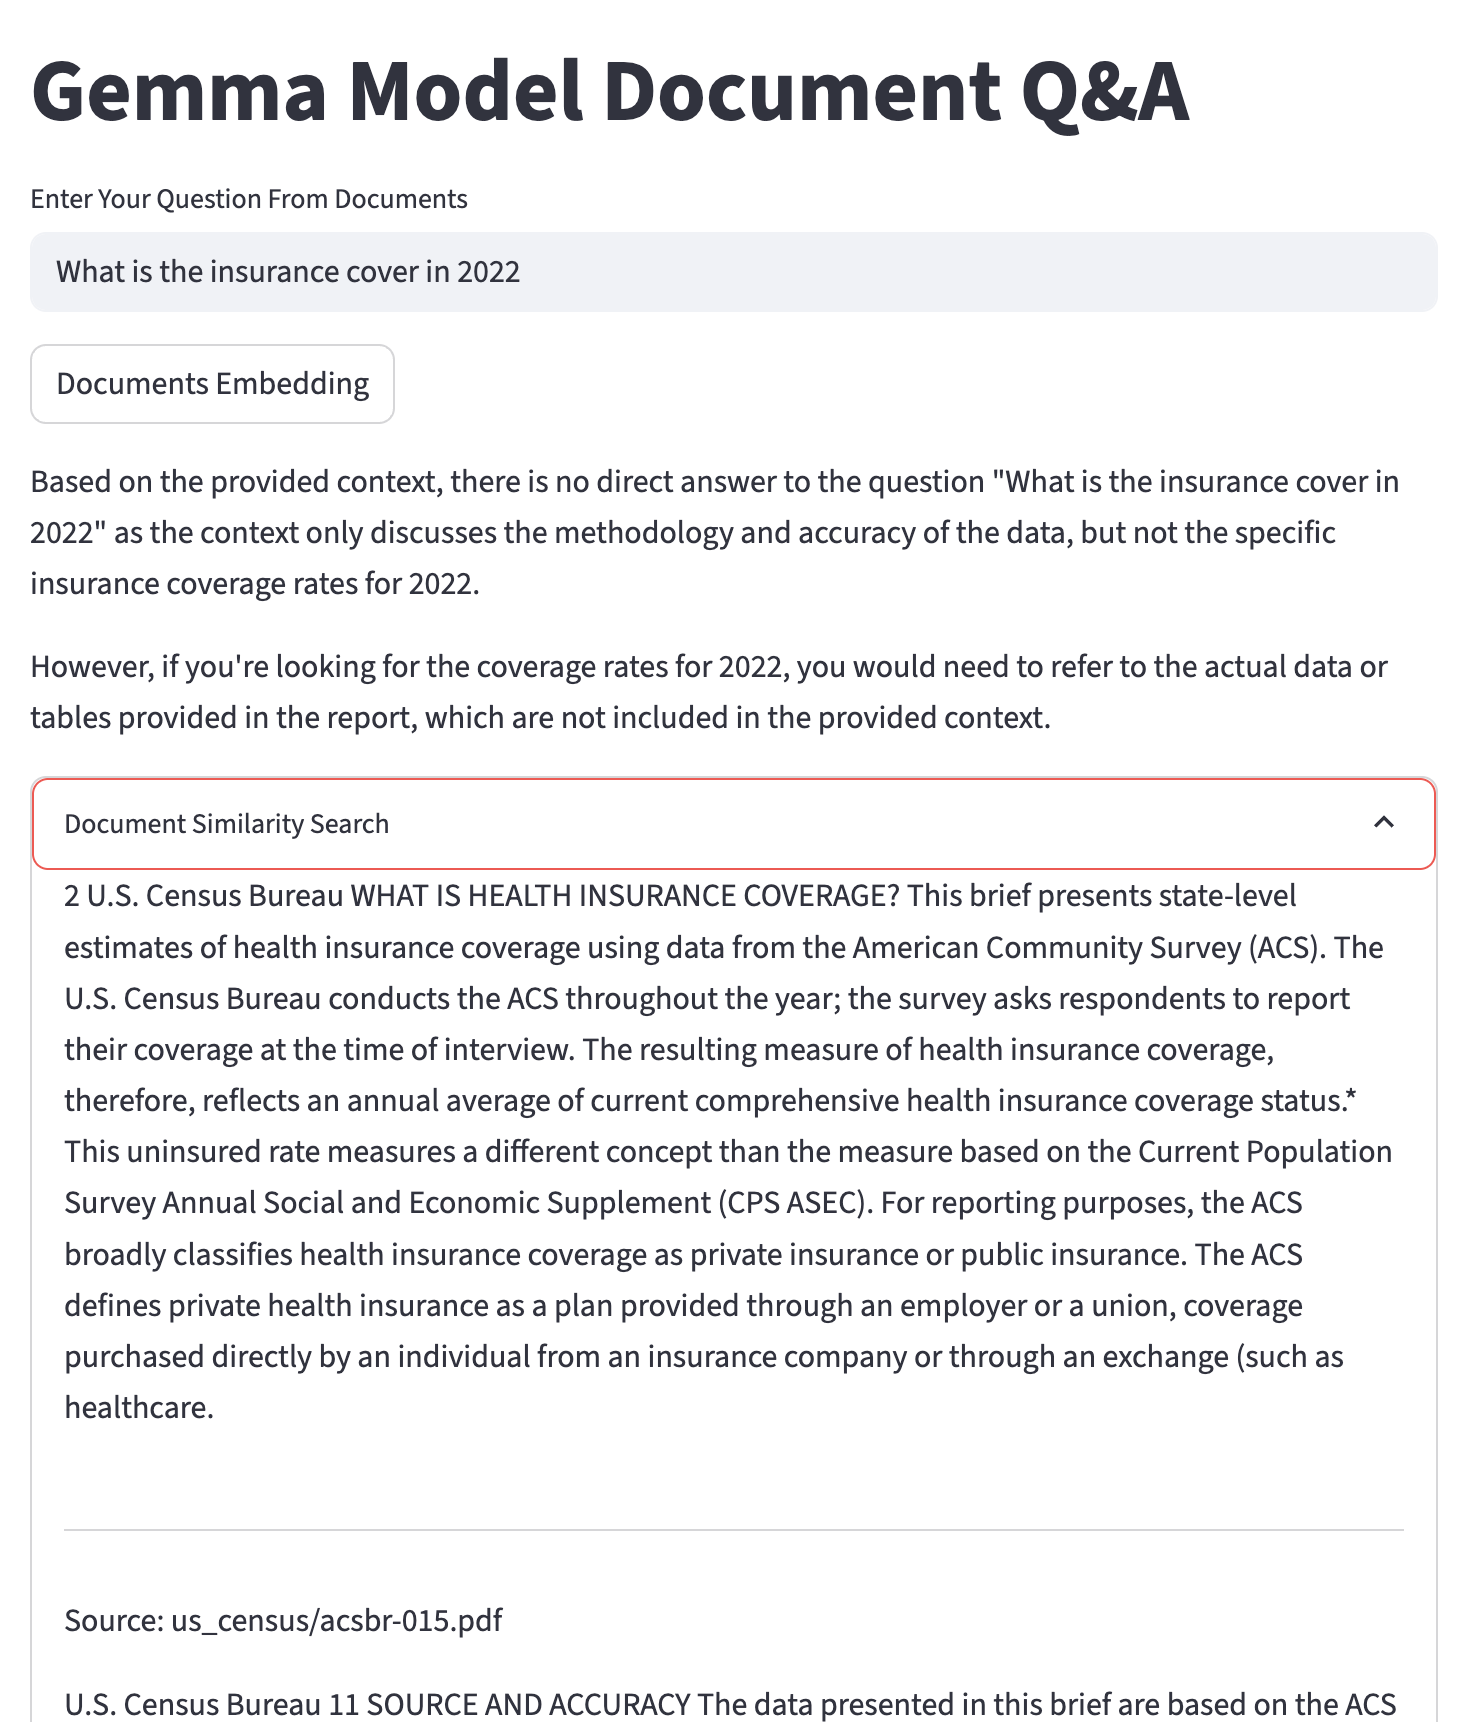 Gemma Model Document Q&A
Enter Your Question From Documents
What is the insurance cover in 2022
Documents Embedding
Based on the provided context, there is no direct answer to the question "What is the insurance cover in
2022" as the context only discusses the methodology and accuracy of the data, but not the specific
insurance coverage rates for 2022.
However, if you're looking for the coverage rates for 2022, you would need to refer to the actual data or
tables provided in the report, which are not included in the provided context.
Document Similarity Search
2 U.S. Census Bureau WHAT IS HEALTH INSURANCE COVERAGE? This brief presents state-level
estimates of health insurance coverage using data from the American Community Survey (ACS). The
U.S. Census Bureau conducts the ACS throughout the year; the survey asks respondents to report
their coverage at the time of interview. The resulting measure of health insurance coverage,
therefore, reflects an annual average of current comprehensive health insurance coverage status.*
This uninsured rate measures a different concept than the measure based on the Current Population
Survey Annual Social and Economic Supplement (CPS ASEC). For reporting purposes, the ACS
broadly classifies health insurance coverage as private insurance or public insurance. The ACS
defines private health insurance as a plan provided through an employer or a union, coverage
purchased directly by an individual from an insurance company or through an exchange (such as
healthcare.
Source: us_census/acsbr-015.pdf
U.S. Census Bureau 11 SOURCE AND ACCURACY The data presented in this brief are based on the ACS